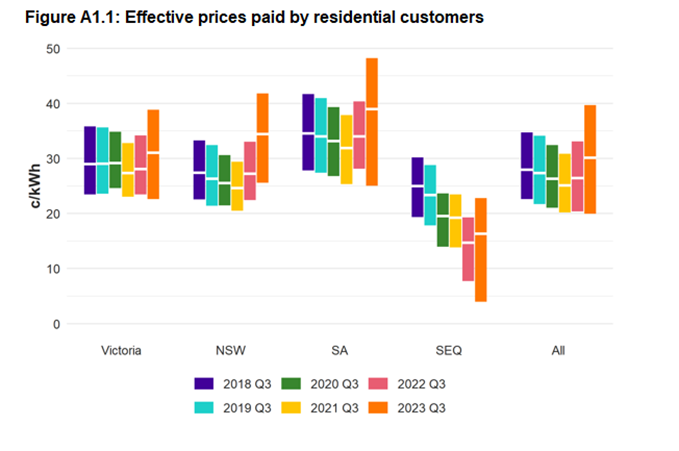 Figure A1.1: Effective prices paid by residential customers
50
40
30
20
10
0
c/kWh
Victoria NSW SA SEQ All
2018 Q3 2020 Q3 2022 Q3
2019 Q3 2021 Q3 2023 Q3